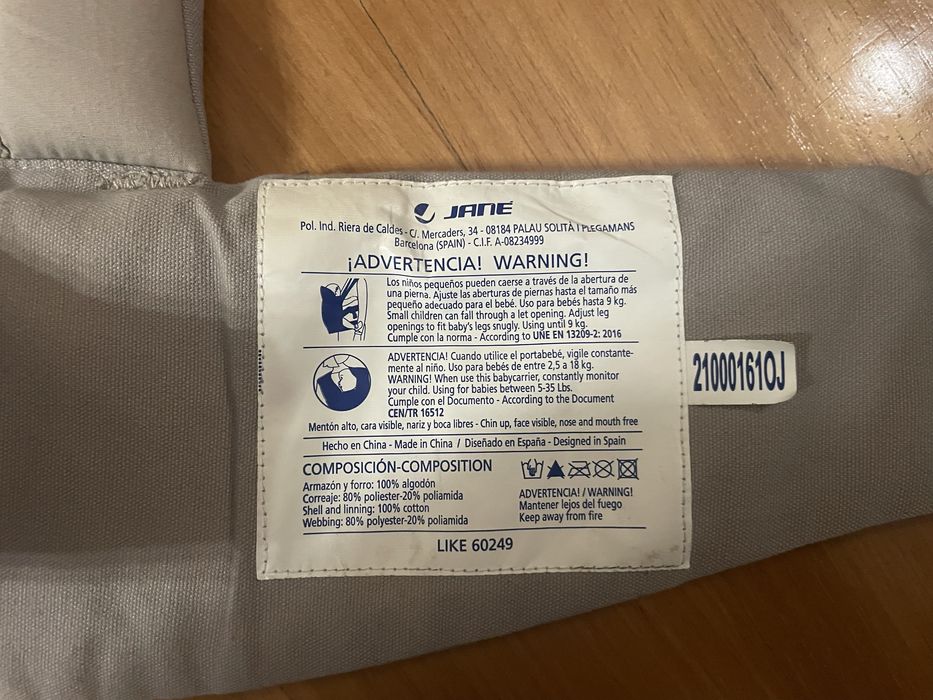 JANÉ
Pol. Ind. Riera de Caldes - C/. Mercaders, 34 - 08184 PALAU SOLITÀ I PLEGAMANS
Barcelona (SPAIN) - C.I.F. A-08234999
¡ADVERTENCIA! WARNING!
Los niños pequeños pueden caerse a través de la abertura de
una pierna. Ajuste las aberturas de piernas hasta el tamaño más
pequeño adecuado para el bebé. Uso para bebés hasta 9 kg.
Small children can fall through a let opening. Adjust leg
openings to fit baby's legs snugly. Using until 9 kg.
Cumple con la norma - According to UNE EN 13209-2: 2016
ADVERTENCIA! Cuando utilice el portabebé, vigile constante-
mente al niño. Uso para bebés de entre 2,5 a 18 kg.
WARNING! When use this babycarrier, constantly monitor
your child. Using for babies between 5-35 Lbs.
Cumple con el Documento - According to the Document
CEN/TR 16512
Mentón alto, cara visible, nariz y boca libres - Chin up, face visible, nose and mouth free
Hecho en China - Made in China / Diseñado en España - Designed in Spain
COMPOSICIÓN-COMPOSITION
Armazón y forro: 100% algodón
Correaje: 80% poliester-20% poliamida
Shell and linning: 100% cotton
Webbing: 80% polyester-20% poliamida
ADVERTENCIA! / WARNING!
Mantener lejos del fuego
Keep away from fire
LIKE 60249
21000161OJ